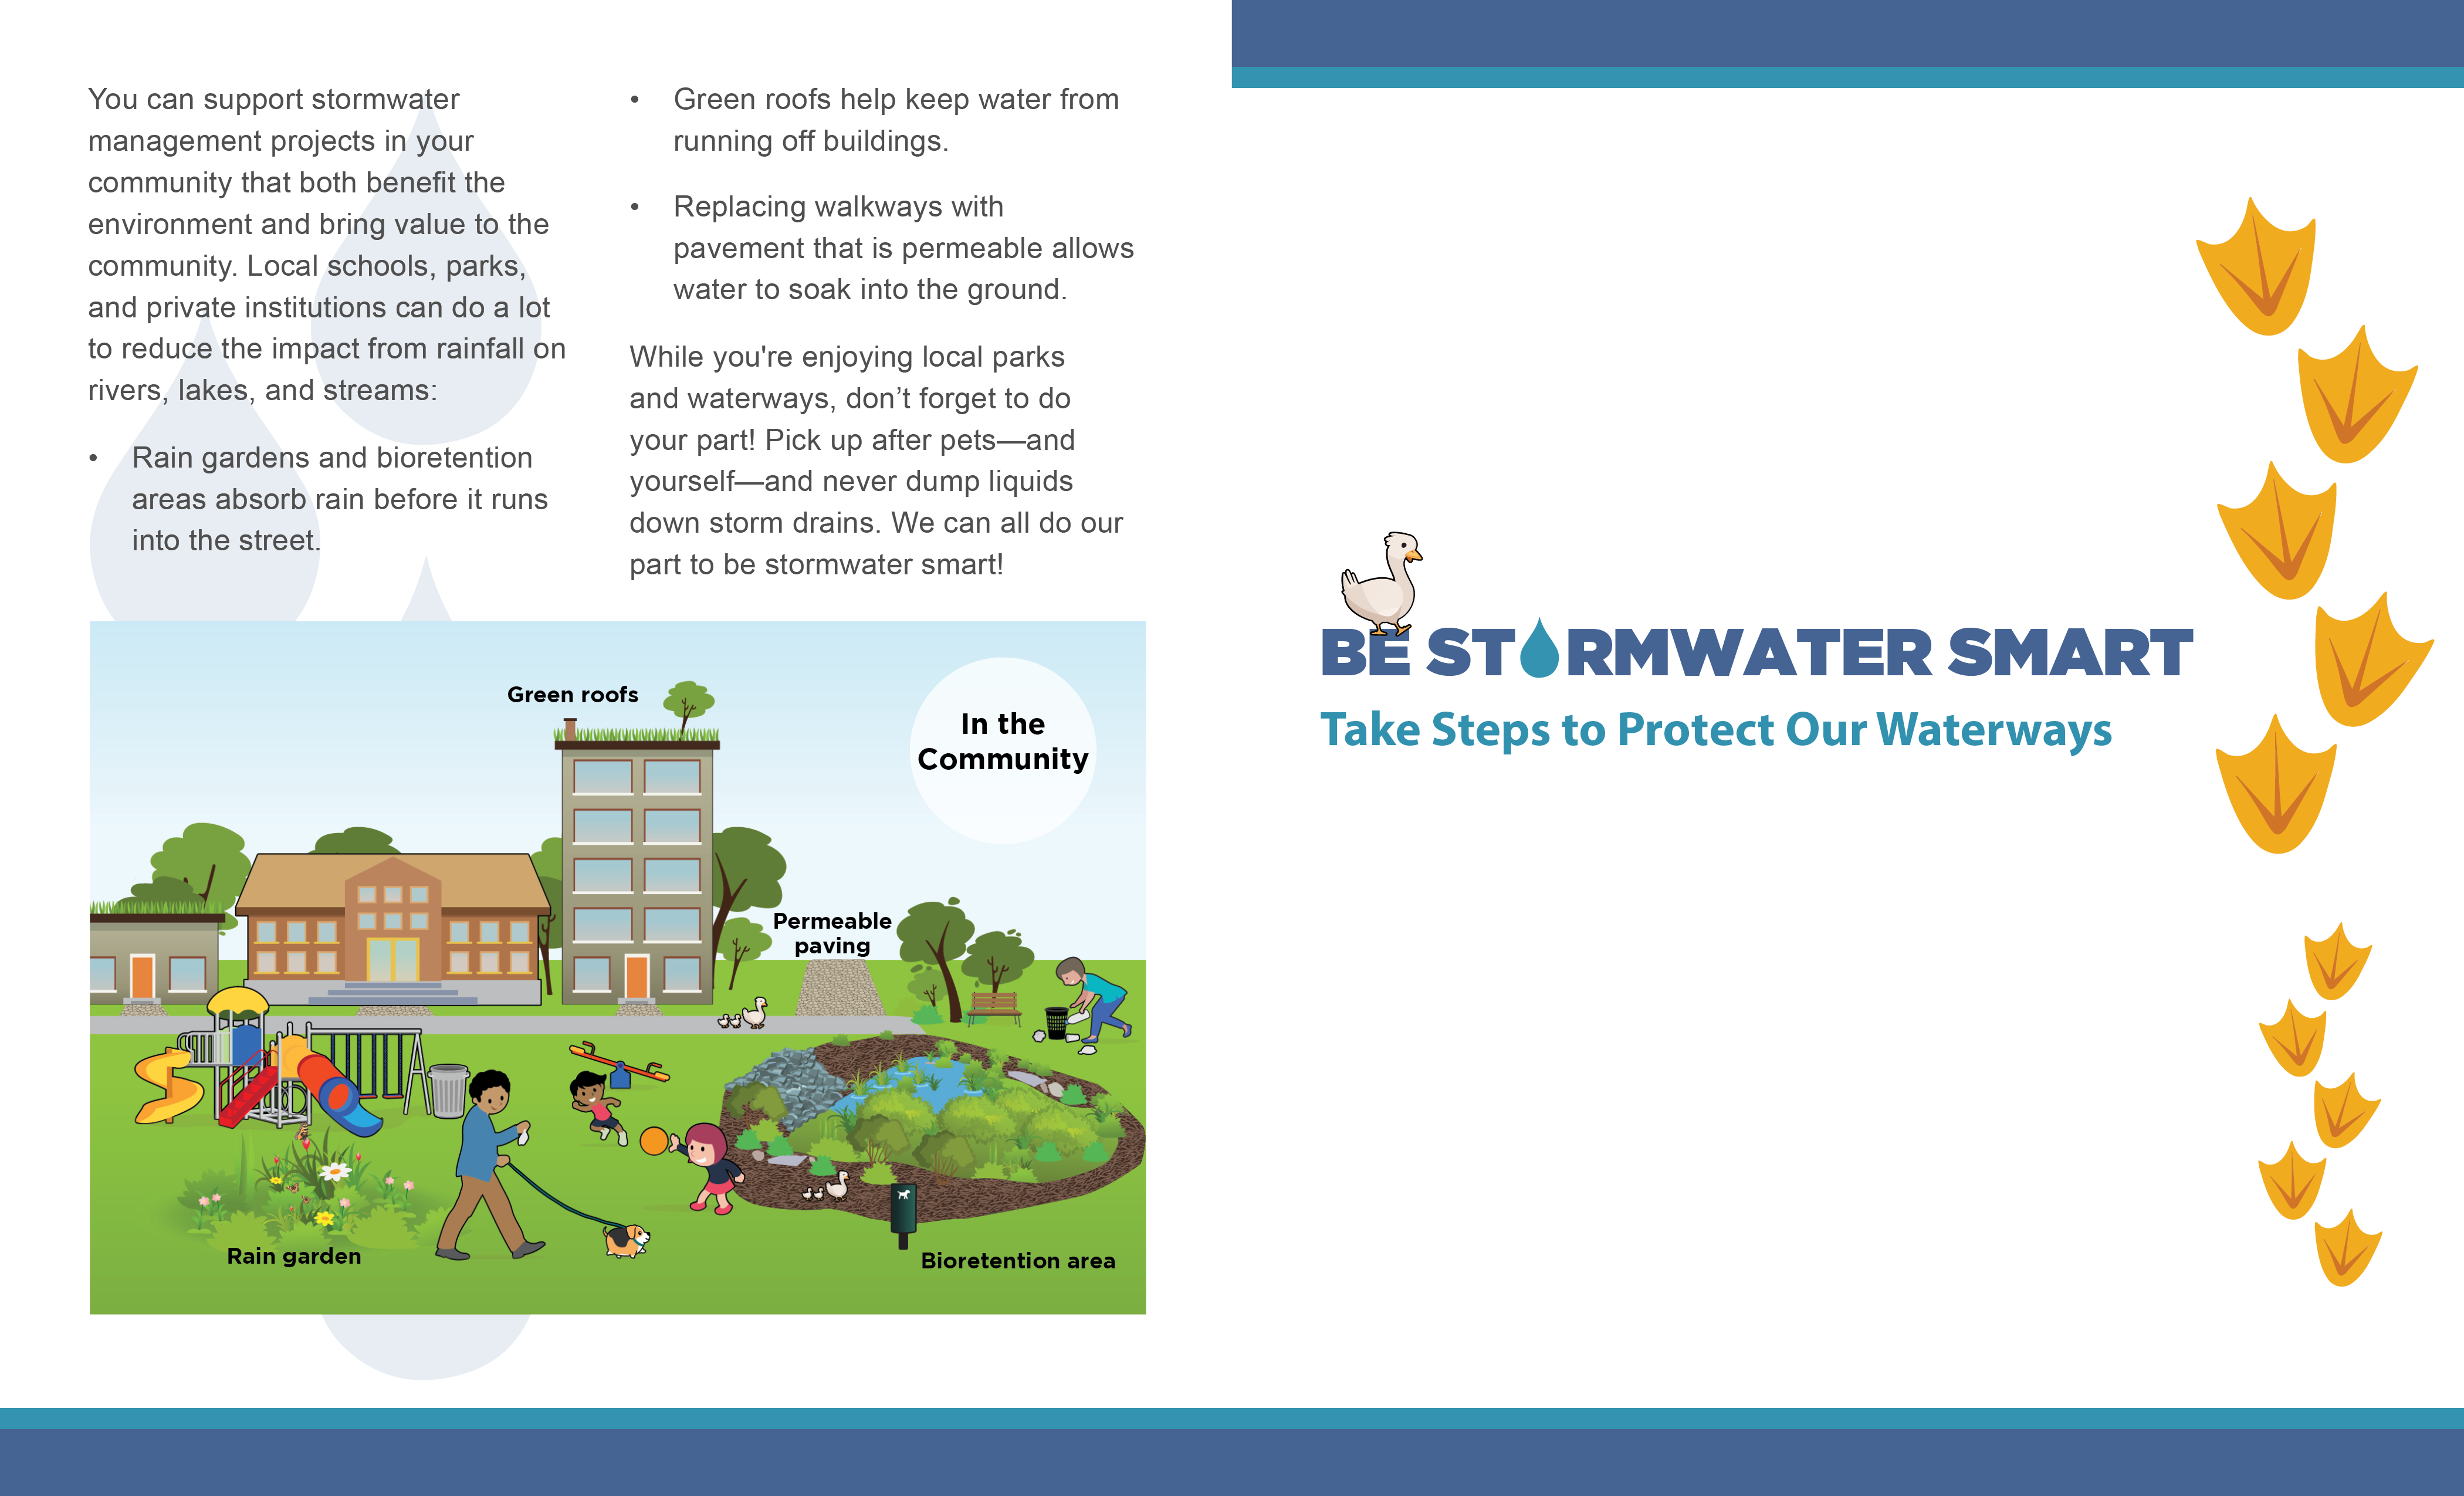 You can support stormwater
management projects in your
community that both benefit the
environment and bring value to the
community. Local schools, parks,
and private institutions can do a lot
to reduce the impact from rainfall on
rivers, lakes, and streams:
• Rain gardens and bioretention
areas absorb rain before it runs
into the street.
• Green roofs help keep water from
running off buildings.
• Replacing walkways with
pavement that is permeable allows
water to soak into the ground.
While you're enjoying local parks
and waterways, don’t forget to do
your part! Pick up after pets—and
yourself—and never dump liquids
down storm drains. We can all do our
part to be stormwater smart!
Green roofs
In the
Community
Permeable
paving
Rain garden
Bioretention area
BE STORMWATER SMART
Take Steps to Protect Our Waterways